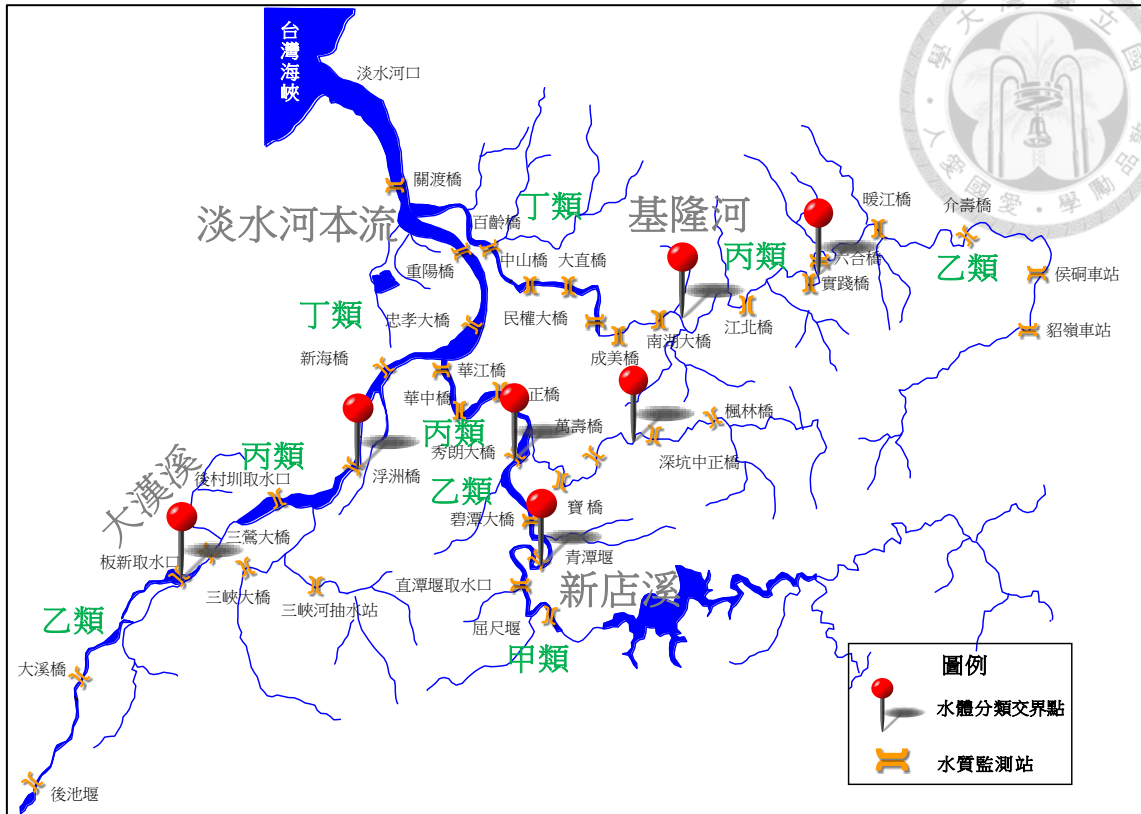 台灣海峽
淡水河口
關渡橋
淡水河本流
百齡橋
丁類
基隆河
暖江橋
介壽橋
重陽橋
中山橋
大直橋
丙類
六合橋
乙類
侯硐車站
實踐橋
丁類
忠孝大橋
民權大橋
江北橋
貂嶺車站
成美橋
南湖大橋
新海橋
華江橋
華中橋
正橋
萬壽橋
楓林橋
丙類
秀朗大橋
深坑中正橋
丙類
浮洲橋
後村圳取水口
大漢溪
乙類
寶橋
碧潭大橋
三鶯大橋
板新取水口
青潭堰
三峽大橋
三峽河抽水站
直潭堰取水口
新店溪
乙類
屈尺堰
甲類
大溪橋
後池堰
圖例
水體分類交界點
水質監測站